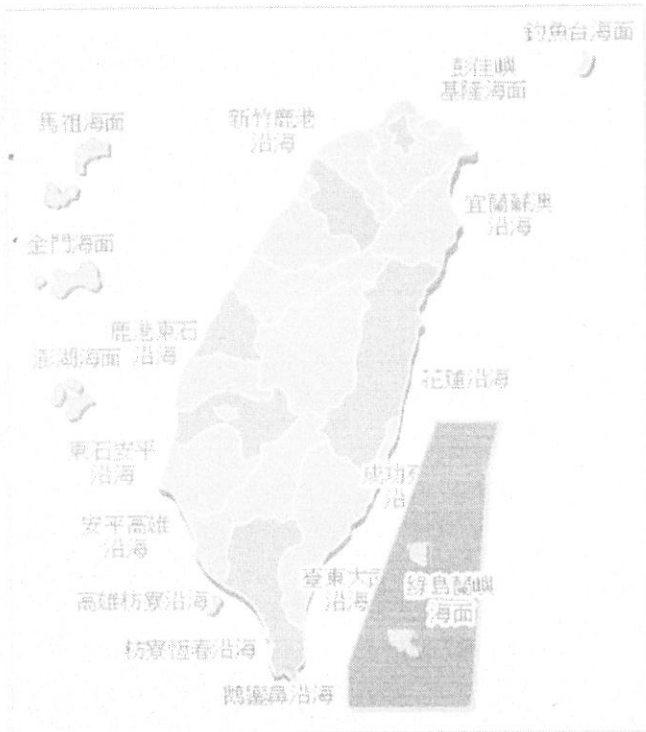 釣魚台海面
彭佳嶼
基隆海面
馬祖海面
新竹鹿港
沿海
宜蘭蘇澳
沿海
金門海面
鹿港東石
沿海
澎湖海面
花蓮沿海
東石安平
沿海
成功
沿
安平高雄
沿海
臺東大武
沿海
綠島蘭嶼
海面
高雄枋寮沿海
枋寮恆春沿海
鵝鑾鼻沿海